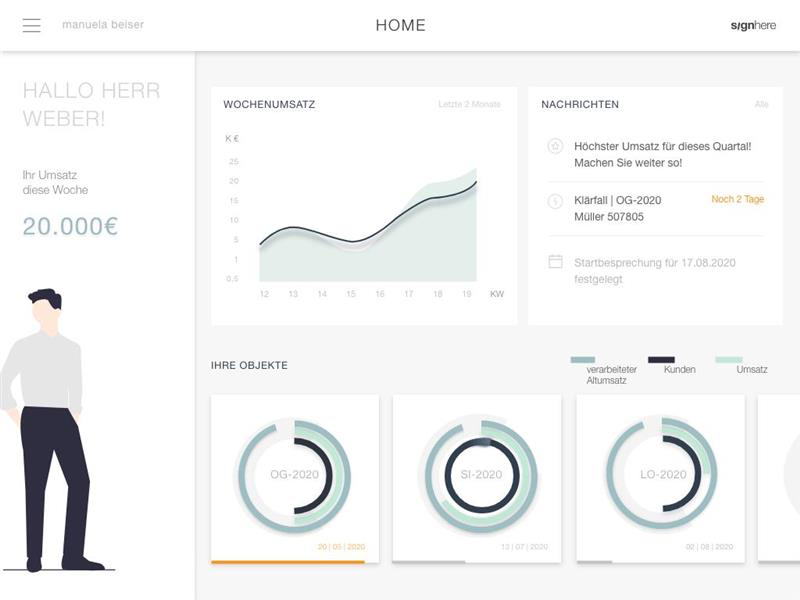 manuela beiser
HOME
sıgnhere
HALLO HERR
WEBER!
Ihr Umsatz
diese Woche
20.000€
WOCHENUMSATZ
Letzte 2 Monate
K €
25
20
15
10
5
1
0,5
12 13 14 15 16 17 18 19 KW
NACHRICHTEN
Alle
Höchster Umsatz für dieses Quartal!
Machen Sie weiter so!
Klärfall | OG-2020
Noch 2 Tage
Müller 507805
Startbesprechung für 17.08.2020
festgelegt
IHRE OBJEKTE
verarbeiteter
Altumsatz
Kunden
Umsatz
OG-2020
20 | 05 | 2020
SI-2020
13 | 07 | 2020
LO-2020
02 | 08 | 2020